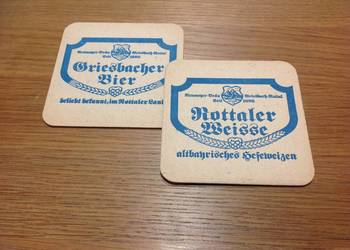 Griesbacher
Bier
beliebt bekannt, im Rottaler Land
Rottaler
Weisse
altbayrisches Hefeweizen